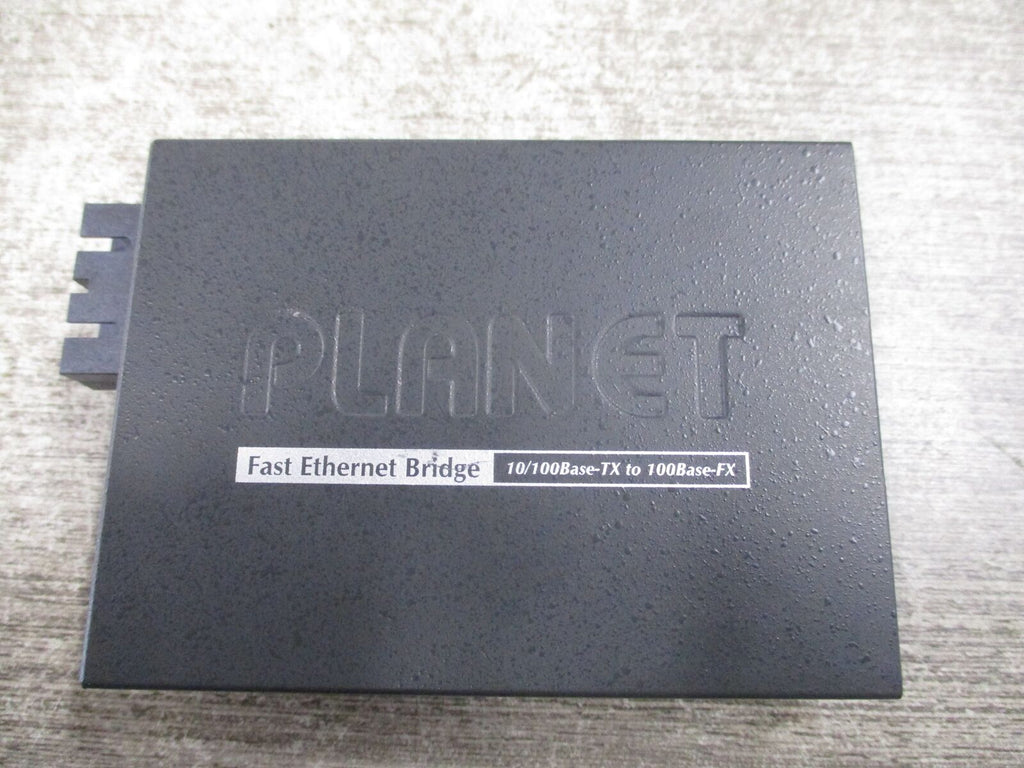 PLANET
Fast Ethernet Bridge 10/100Base-TX to 100Base-FX